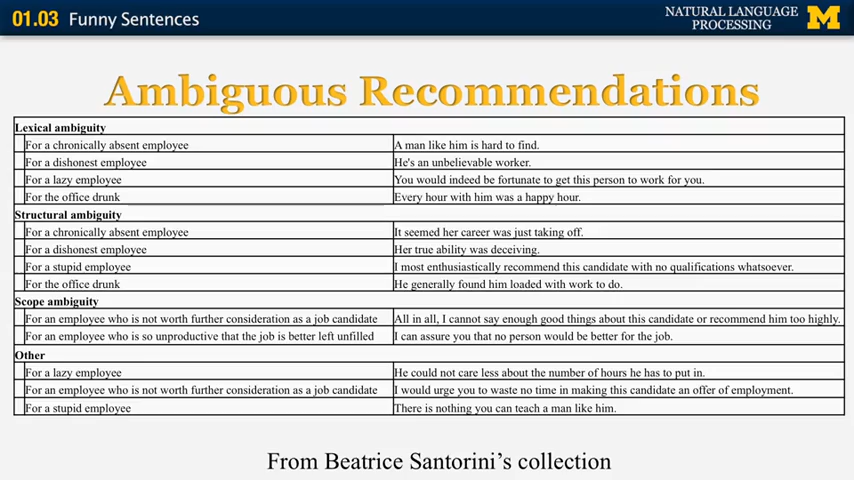 01.03 Funny Sentences
NATURAL LANGUAGE
PROCESSING
M
Ambiguous Recommendations
Lexical ambiguity
For a chronically absent employee A man like him is hard to find.
For a dishonest employee He's an unbelievable worker.
For a lazy employee You would indeed be fortunate to get this person to work for you.
For the office drunk Every hour with him was a happy hour.
Structural ambiguity
For a chronically absent employee It seemed her career was just taking off.
For a dishonest employee Her true ability was deceiving.
For a stupid employee I most enthusiastically recommend this candidate with no qualifications whatsoever.
For the office drunk He generally found him loaded with work to do.
Scope ambiguity
For an employee who is not worth further consideration as a job candidate All in all, I cannot say enough good things about this candidate or recommend him too highly.
For an employee who is so unproductive that the job is better left unfilled I can assure you that no person would be better for the job.
Other
For a lazy employee He could not care less about the number of hours he has to put in.
For an employee who is not worth further consideration as a job candidate I would urge you to waste no time in making this candidate an offer of employment.
For a stupid employee There is nothing you can teach a man like him.
From Beatrice Santorini’s collection